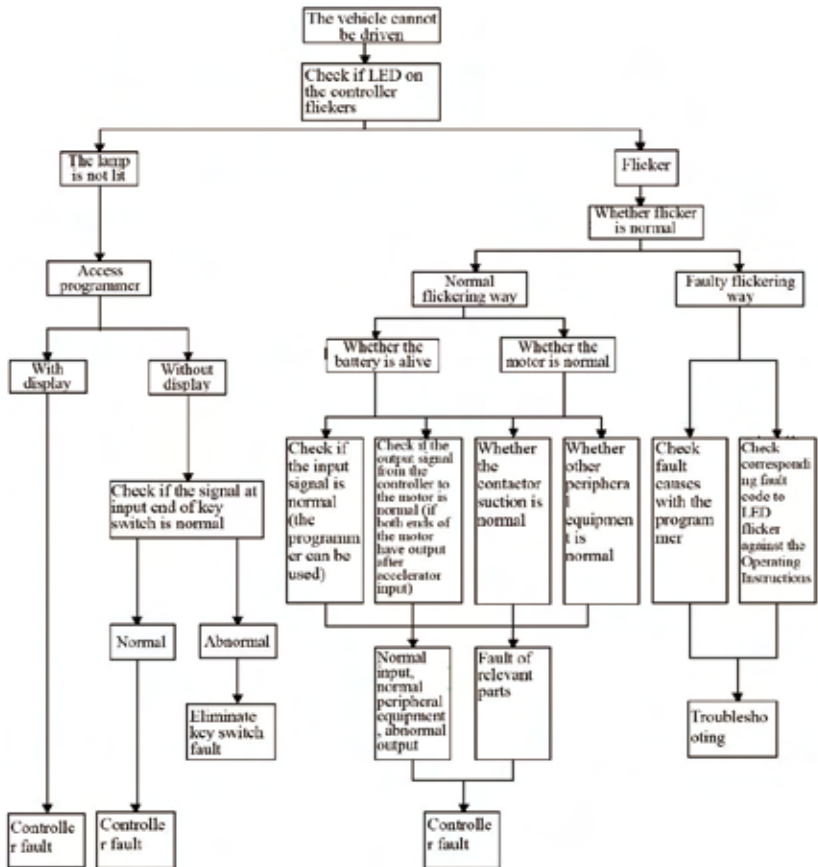 The vehicle cannot
be driven
Check if LED on
the controller
fliekers
The lamp
is not lit
Flicker
Whether flicker
is normal
Access
programmer
Normal
flickering way
Faulty flickering
way
With
display
Without
display
Whether the
battery is alive
Whether the
motor is normal
Check if the signal at
input end of key
switch is normal
Check if
the input
signal is
normal
(the
programm
er can be
used)
Check if the
output signal
from the
controller to
the motor is
normal (if
both ends of
the motor
have output
after
accelerator
input)
Whether
the
contactor
suction is
normal
Whether
other
peripher
al
equipmen
t is
normal
Check
fault
causes
with the
program
mer
Check
correspondi
ng fault
code to
LED
flicker
against the
Operating
Instructions
Normal
Abnormal
Eliminate
key switch
fault
Normal
input,
normal
peripheral
equipment
, abnormal
output
Fault of
relevant
parts
Troublesho
oting
Controlle
r fault
Controlle
r fault
Controlle
r fault